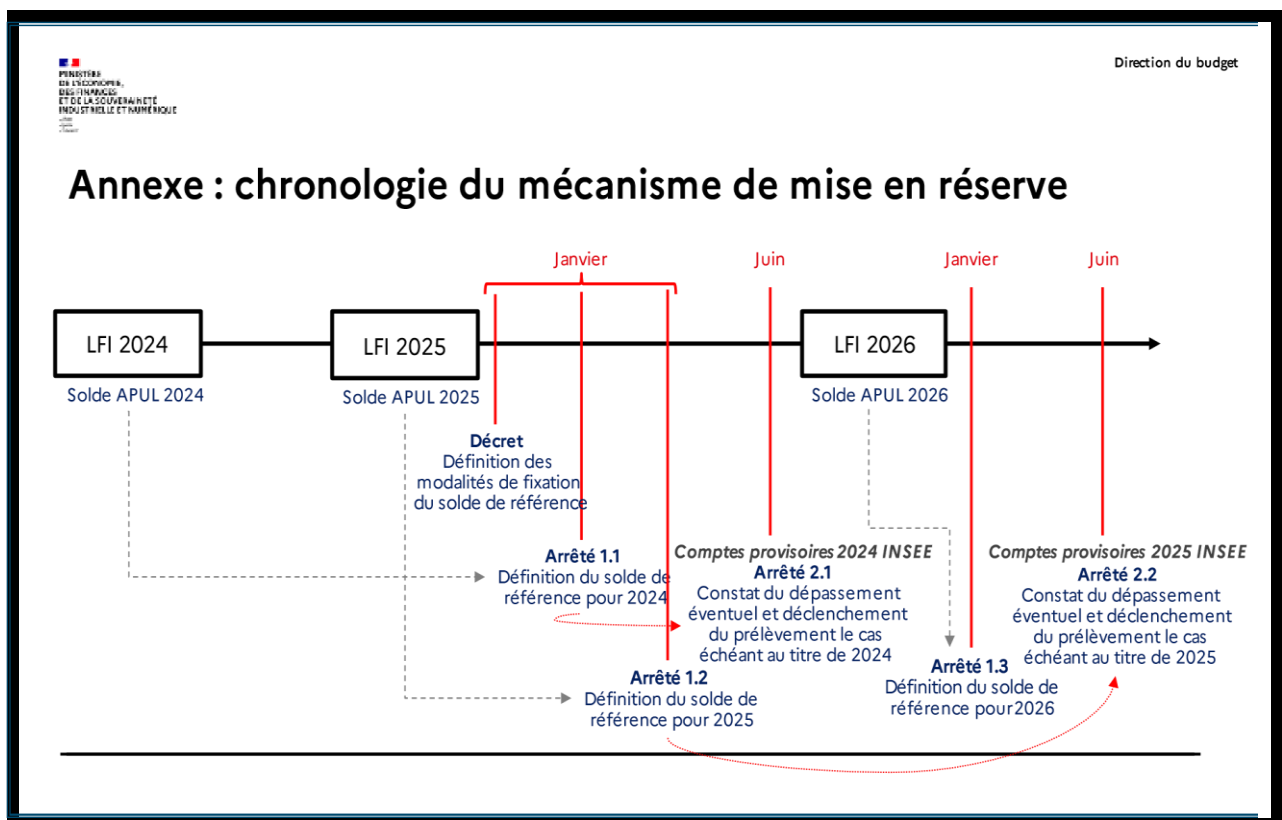 MINISTÈRE
DE L'ÉCONOMIE,
DES FINANCES
ET DE LA SOUVERAINETÉ
INDUSTRIELLE ET NUMÉRIQUE
Direction du budget
Annexe : chronologie du mécanisme de mise en réserve
Janvier
Juin
Janvier
Juin
LFI 2024
LFI 2025
LFI 2026
Solde APUL 2024
Solde APUL 2025
Solde APUL 2026
Décret
Définition des
modalités de fixation
du solde de référence
Arrêté 1.1
Définition du solde de
référence pour 2024
Comptes provisoires 2024 INSEE
Arrêté 2.1
Constat du dépassement
éventuel et déclenchement
du prélèvement le cas
échéant au titre de 2024
Comptes provisoires 2025 INSEE
Arrêté 2.2
Constat du dépassement
éventuel et déclenchement
du prélèvement le cas
échéant au titre de 2025
Arrêté 1.2
Définition du solde de
référence pour 2025
Arrêté 1.3
Définition du solde de
référence pour 2026